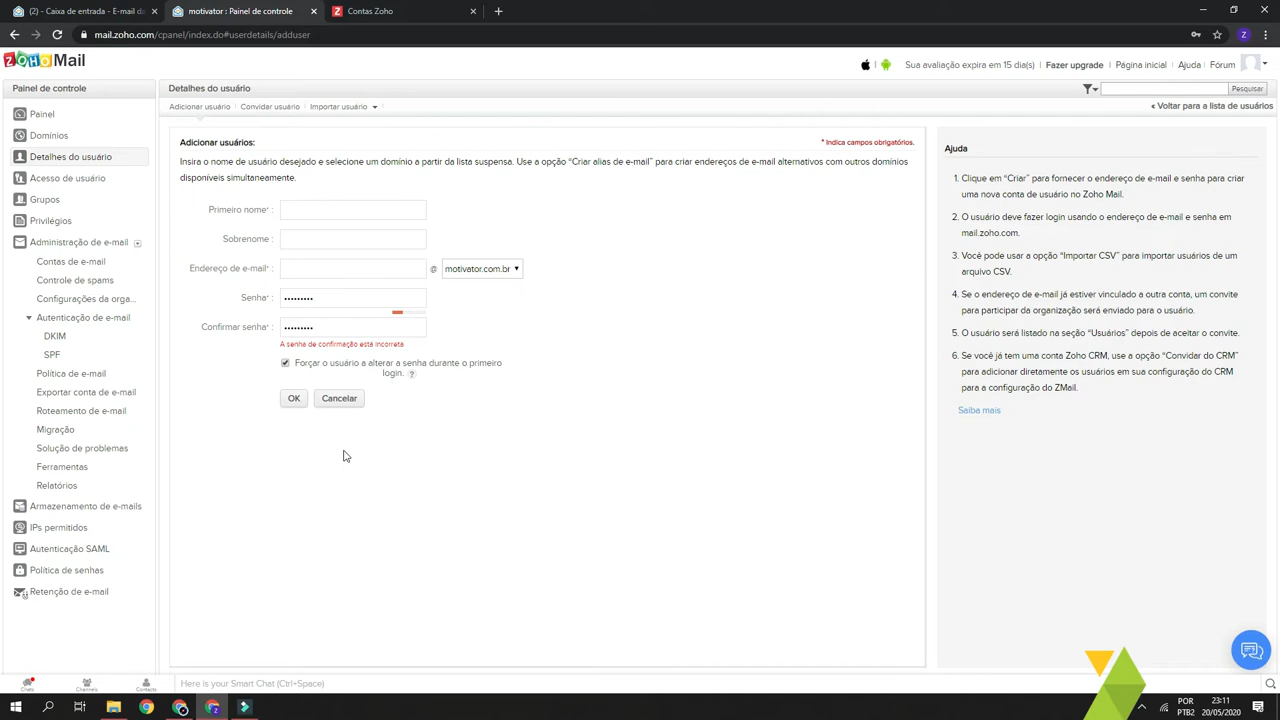 (2) - Caixa de entrada - E-mail da
motivator : Painel de controle
Contas Zoho
mail.zoho.com/cpanel/index.do#userdetails/adduser
ZOHO Mail
Sua avaliação expira em 15 dia(s)
Fazer upgrade
Página inicial
Ajuda
Fórum
Painel de controle
Detalhes do usuário
Pesquisar
Adicionar usuário
Convidar usuário
Importar usuário
« Voltar para a lista de usuários
Painel
Domínios
Detalhes do usuário
Acesso de usuário
Grupos
Privilégios
Administração de e-mail
Contas de e-mail
Controle de spams
Configurações da orga...
Autenticação de e-mail
DKIM
SPF
Política de e-mail
Exportar conta de e-mail
Roteamento de e-mail
Migração
Solução de problemas
Ferramentas
Relatórios
Armazenamento de e-mails
IPs permitidos
Autenticação SAML
Política de senhas
Retenção de e-mail
Adicionar usuários:
* Indica campos obrigatórios.
Insira o nome de usuário desejado e selecione um domínio a partir da lista suspensa. Use a opção “Criar alias de e-mail” para criar endereços de e-mail alternativos com outros domínios
disponíveis simultaneamente.
Primeiro nome* :
Sobrenome :
Endereço de e-mail* :
@ motivator.com.br
Senha* : •••••••••
Confirmar senha* : •••••••••
A senha de confirmação está incorreta
Forçar o usuário a alterar a senha durante o primeiro
login. ?
OK
Cancelar
Ajuda
1. Clique em “Criar” para fornecer o endereço de e-mail e senha para criar
uma nova conta de usuário no Zoho Mail.
2. O usuário deve fazer login usando o endereço de e-mail e senha em
mail.zoho.com.
3. Você pode usar a opção “Importar CSV” para importar usuários de um
arquivo CSV.
4. Se o endereço de e-mail já estiver vinculado a outra conta, um convite
para participar da organização será enviado para o usuário.
5. O usuário será listado na seção “Usuários” depois de aceitar o convite.
6. Se você já tem uma conta Zoho CRM, use a opção “Convidar do CRM”
para adicionar diretamente os usuários em sua configuração do CRM
para a configuração do ZMail.
Saiba mais
Chats
Channels
Contacts
Here is your Smart Chat (Ctrl+Space)
POR
PTB2
23:11
20/05/2020